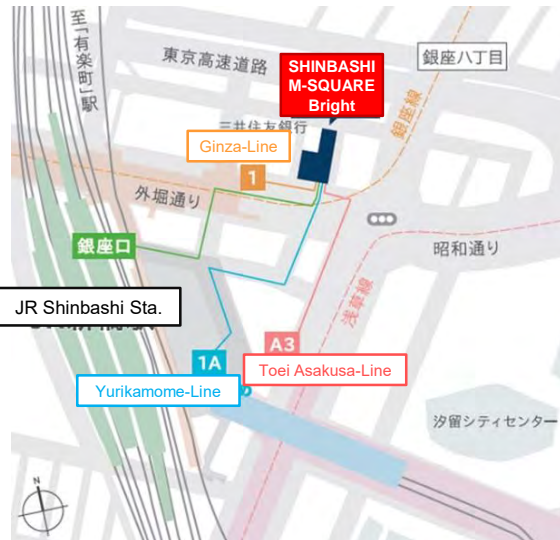 至「有楽町」駅
東京高速道路
SHINBASHI
M-SQUARE
Bright
銀座八丁目
三井住友銀行
銀座線
Ginza-Line
1
外堀通り
銀座口
昭和通り
JR Shinbashi Sta.
浅草線
A3
1A
Toei Asakusa-Line
Yurikamome-Line
汐留シティセンター
N